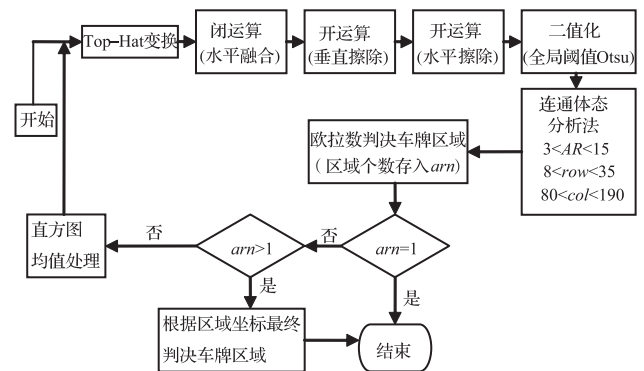 开始
Top-Hat变换
闭运算
(水平融合)
开运算
(垂直擦除)
开运算
(水平擦除)
二值化
(全局阈值Otsu)
连通体态
分析法
3<AR<15
8<row<35
80<col<190
欧拉数判决车牌区域
(区域个数存入arn)
arn=1
否
是
arn>1
否
是
直方图
均值处理
根据区域坐标最终
判决车牌区域
结束